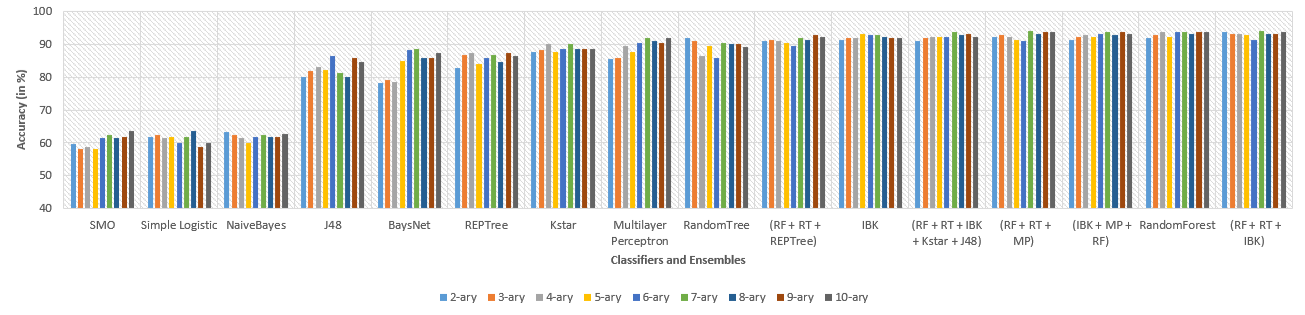 100
90
80
70
60
50
40
Accuracy (in %)
SMO
Simple Logistic
NaiveBayes
J48
BaysNet
REPTree
Kstar
Multilayer
Perceptron
RandomTree
(RF + RT +
REPTree)
IBK
(RF + RT + IBK
+ Kstar + J48)
(RF + RT +
MP)
(IBK + MP +
RF)
RandomForest
(RF + RT +
IBK)
Classifiers and Ensembles
2-ary 3-ary 4-ary 5-ary 6-ary 7-ary 8-ary 9-ary 10-ary